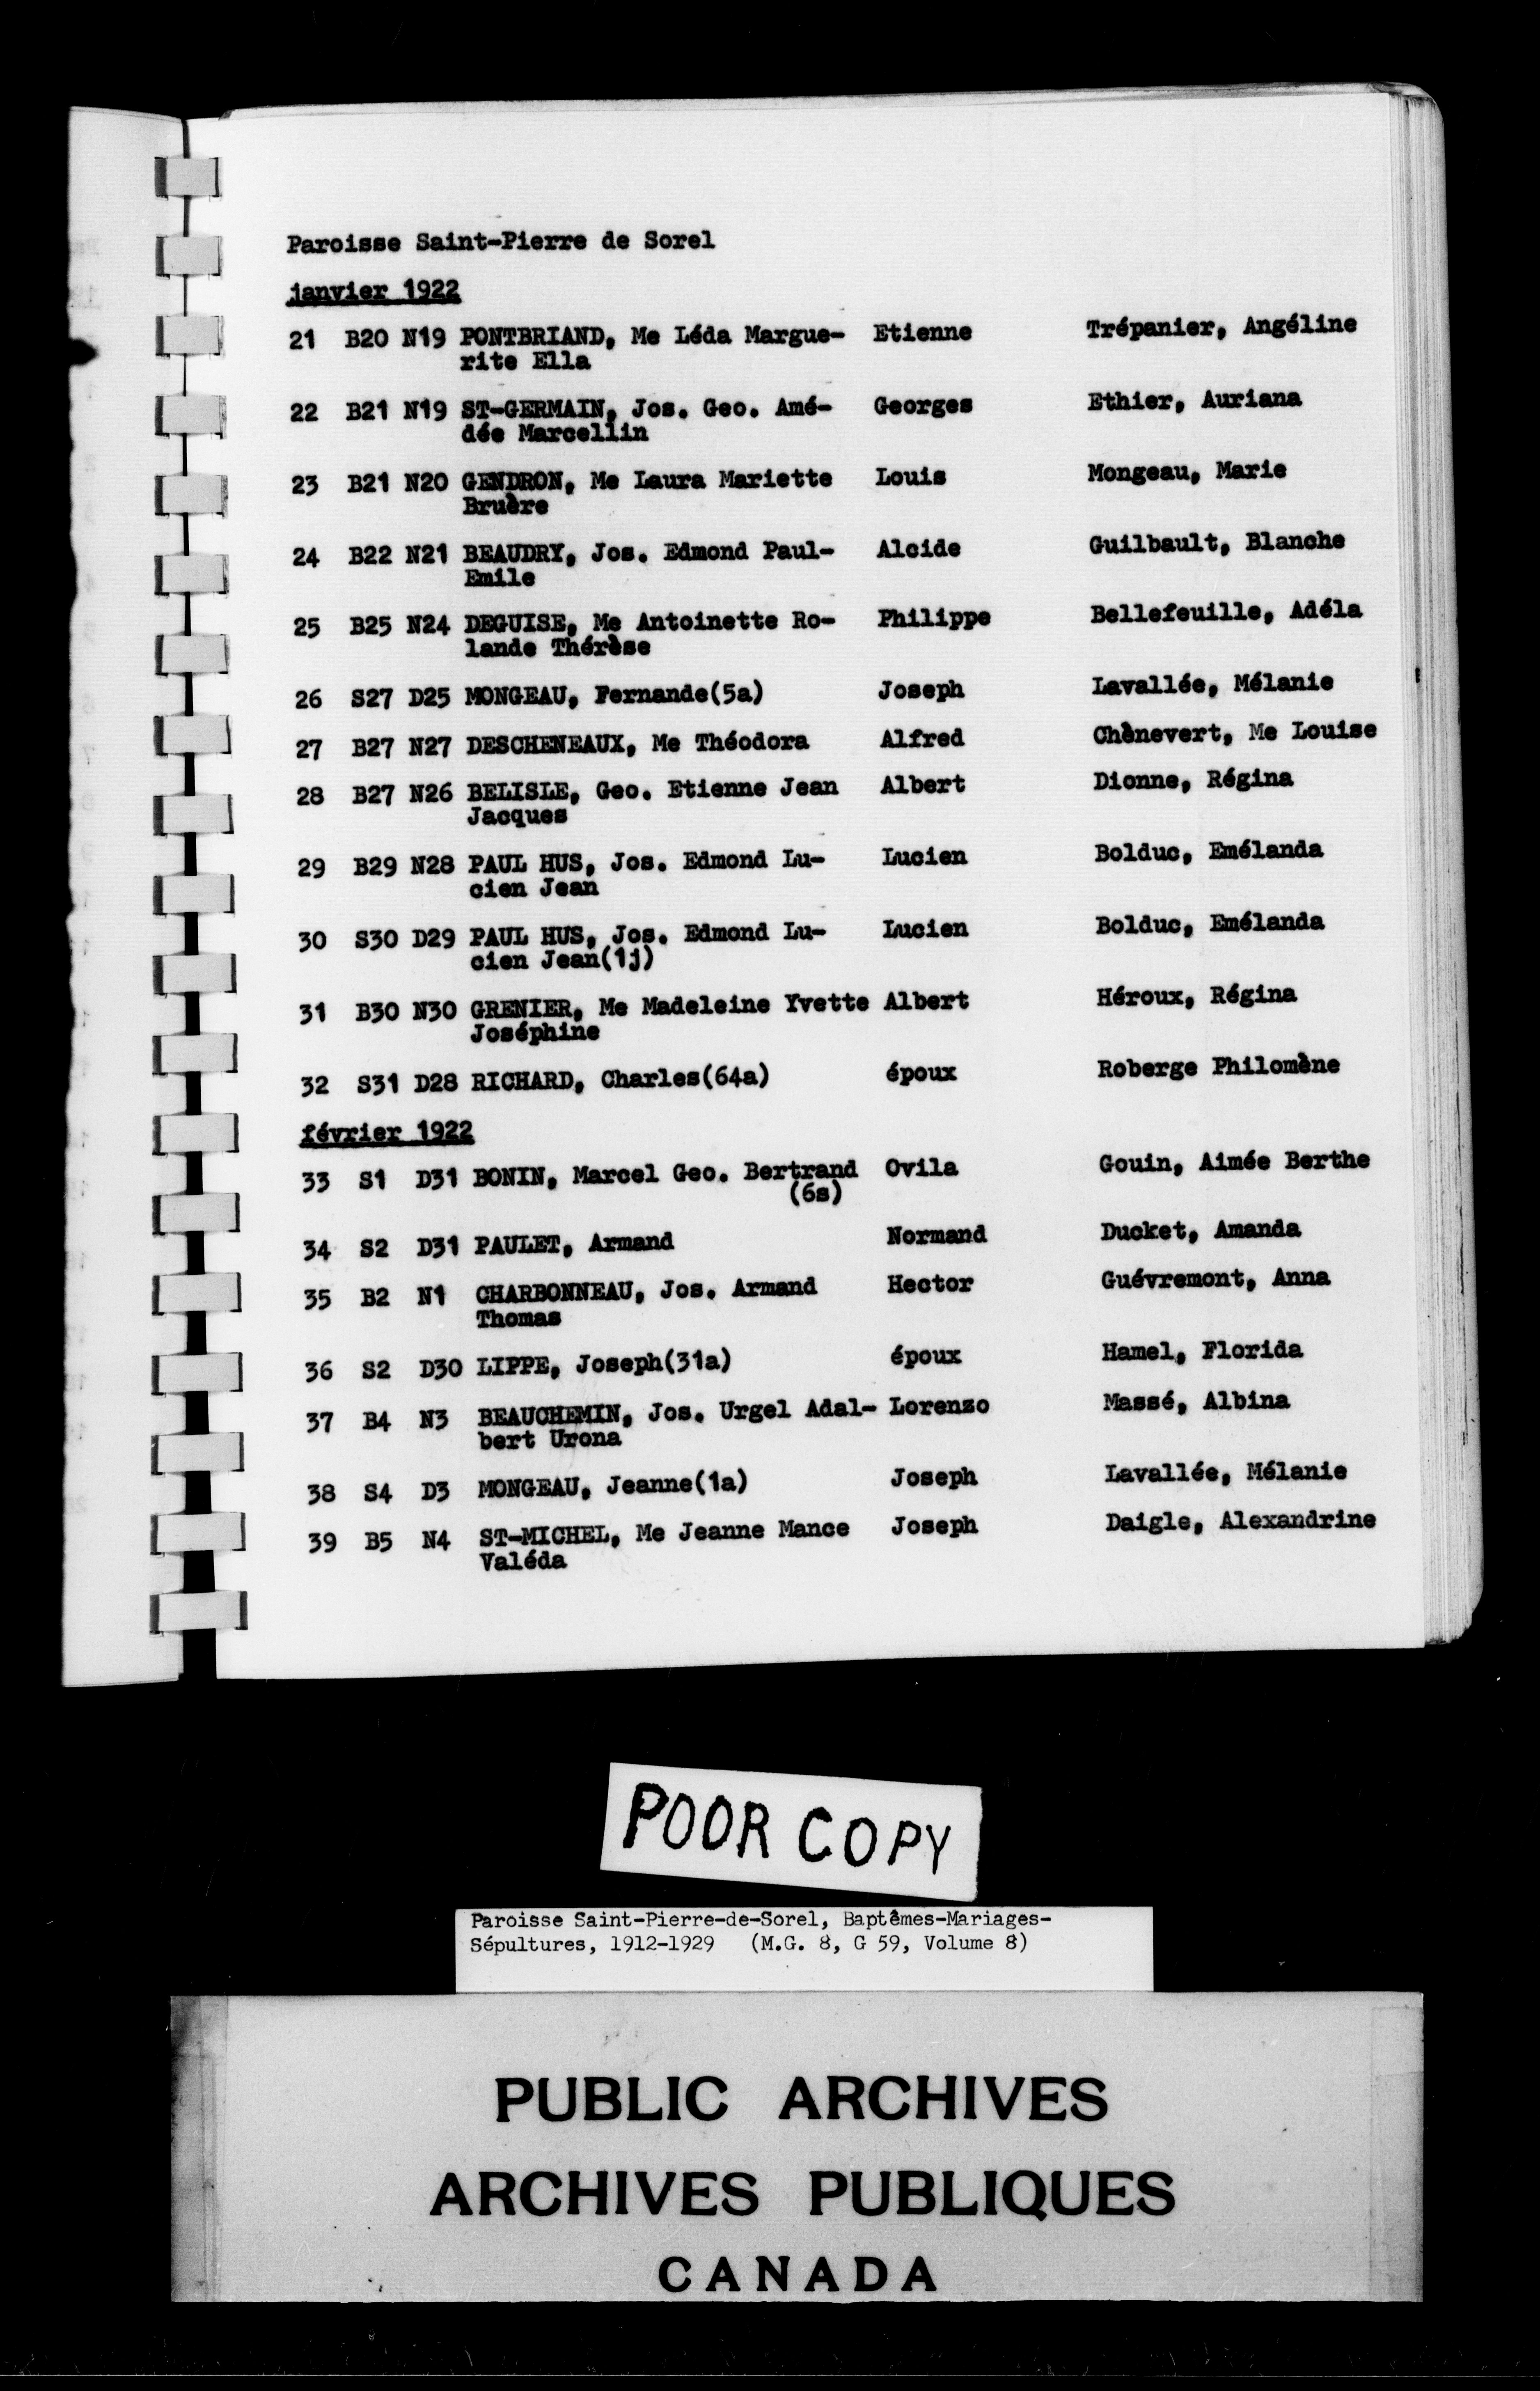 Paroisse Saint-Pierre de Sorel
janvier 1922
21 B20 N19 PONTBRIAND, Me Léda Margue- Etienne Trépanier, Angéline
rite Ella
22 B21 N19 ST-GERMAIN, Jos. Geo. Amé- Georges Ethier, Auriana
dée Marcellin
23 B21 N20 GENDRON, Me Laura Mariette Louis Mongeau, Marie
Bruère
24 B22 N21 BEAUDRY, Jos. Edmond Paul- Alcide Guilbault, Blanche
Emile
25 B25 N24 DEGUISE, Me Antoinette Ro- Philippe Bellefeuille, Adéla
lande Thérèse
26 S27 D25 MONGEAU, Fernande(5a) Joseph Lavallée, Mélanie
27 B27 N27 DESCHENEAUX, Me Théodora Alfred Chènevert, Me Louise
28 B27 N26 BELISLE, Geo. Etienne Jean Albert Dionne, Régina
Jacques
29 B29 N28 PAUL HUS, Jos. Edmond Lu- Lucien Bolduc, Emélanda
cien Jean
30 S30 D29 PAUL HUS, Jos. Edmond Lu- Lucien Bolduc, Emélanda
cien Jean(1j)
31 B30 N30 GRENIER, Me Madeleine Yvette Albert Héroux, Régina
Joséphine
32 S31 D28 RICHARD, Charles(64a) époux Roberge Philomène
février 1922
33 S1 D31 BONIN, Marcel Geo. Bertrand Ovila Gouin, Aimée Berthe
(6s)
34 S2 D31 PAULET, Armand Normand Ducket, Amanda
35 B2 N1 CHARBONNEAU, Jos. Armand Hector Guévremont, Anna
Thomas
36 S2 D30 LIPPE, Joseph(31a) époux Hamel, Florida
37 B4 N3 BEAUCHEMIN, Jos. Urgel Adal- Lorenzo Massé, Albina
bert Urona
38 S4 D3 MONGEAU, Jeanne(1a) Joseph Lavallée, Mélanie
39 B5 N4 ST-MICHEL, Me Jeanne Mance Joseph Daigle, Alexandrine
Valéda
POOR COPY
Paroisse Saint-Pierre-de-Sorel, Baptêmes-Mariages-
Sépultures, 1912-1929 (M.G. 8, G 59, Volume 8)
PUBLIC ARCHIVES
ARCHIVES PUBLIQUES
CANADA